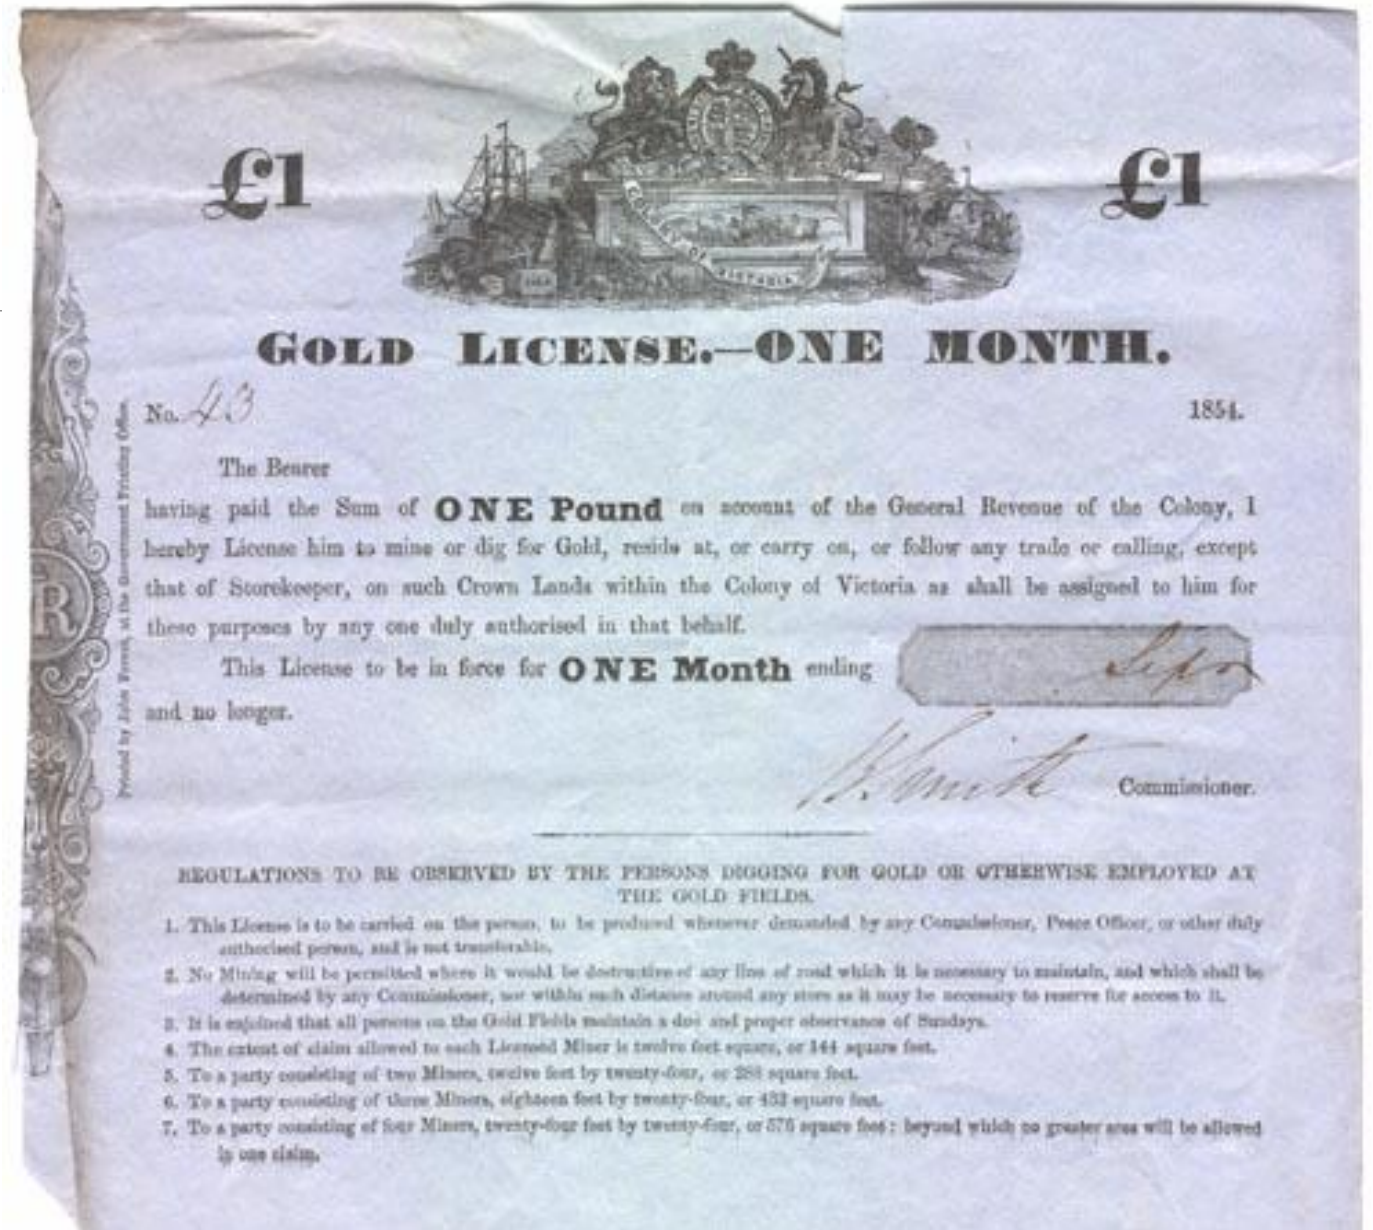 £1 £1
COLONY OF VICTORIA
GOLD LICENSE.—ONE MONTH.
No. 43 1854.
The Bearer
having paid the Sum of ONE Pound on account of the General Revenue of the Colony, I
hereby License him to mine or dig for Gold, reside at, or carry on, or follow any trade or calling, except
that of Storekeeper, on such Crown Lands within the Colony of Victoria as shall be assigned to him for
these purposes by any one duly authorised in that behalf.
This License to be in force for ONE Month ending
and no longer.
Smith Commissioner.
Printed by John Ferres, at the Government Printing Office.
R
REGULATIONS TO BE OBSERVED BY THE PERSONS DIGGING FOR GOLD OR OTHERWISE EMPLOYED AT
THE GOLD FIELDS.
1. This License is to be carried on the person, to be produced whenever demanded by any Commissioner, Peace Officer, or other duly
authorised person, and is not transferable.
2. No Mining will be permitted where it would be destructive of any line of road which it is necessary to maintain, and which shall be
determined by any Commissioner, nor within such distance around any store as it may be necessary to reserve for access to it.
3. It is enjoined that all persons on the Gold Fields maintain a due and proper observance of Sundays.
4. The extent of claim allowed to each Licensed Miner is twelve feet square, or 144 square feet.
5. To a party consisting of two Miners, twelve feet by twenty-four, or 288 square feet.
6. To a party consisting of three Miners, eighteen feet by twenty-four, or 432 square feet.
7. To a party consisting of four Miners, twenty-four feet by twenty-four, or 576 square feet; beyond which no greater area will be allowed
in one claim.